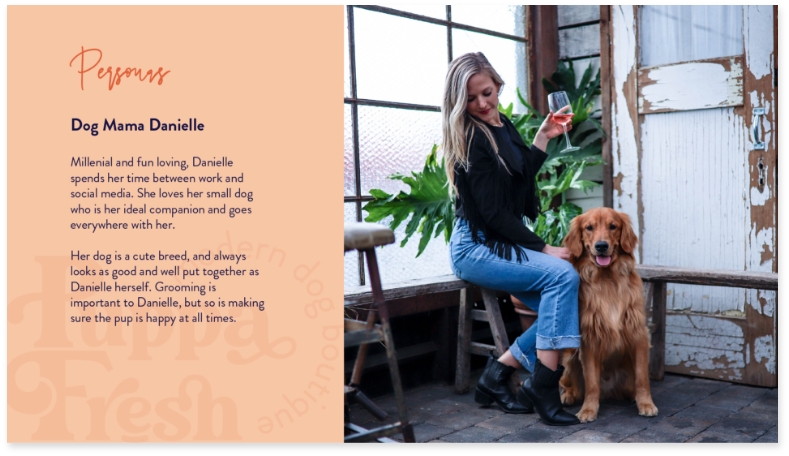 Personas
Dog Mama Danielle
Millenial and fun loving, Danielle
spends her time between work and
social media. She loves her small dog
who is her ideal companion and goes
everywhere with her.
Her dog is a cute breed, and always
looks as good and well put together as
Danielle herself. Grooming is
important to Danielle, but so is making
sure the pup is happy at all times.
Puppa
Fresh
modern dog boutique